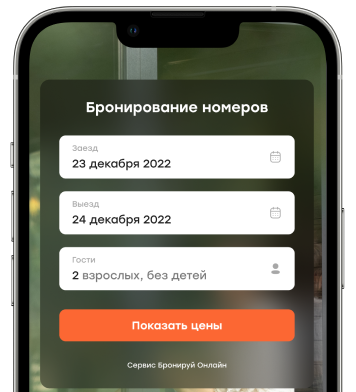 Бронирование номеров
Заезд
23 декабря 2022
Выезд
24 декабря 2022
Гости
2 взрослых, без детей
Показать цены
Сервис Бронируй Онлайн